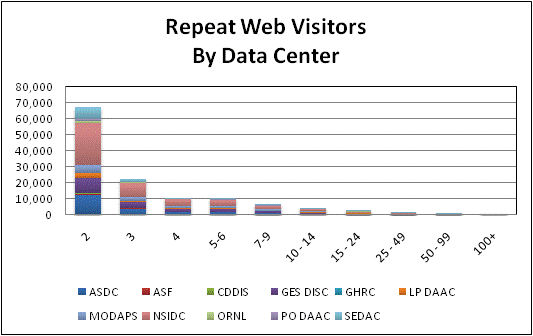 Repeat Web Visitors
By Data Center
80,000
70,000
60,000
50,000
40,000
30,000
20,000
10,000
0
2 3 4 5-6 7-9 10 - 14 15 - 24 25 - 49 50 - 99 100+
ASDC ASF CDDIS GES DISC GHRC LP DAAC
MODAPS NSIDC ORNL PO DAAC SEDAC